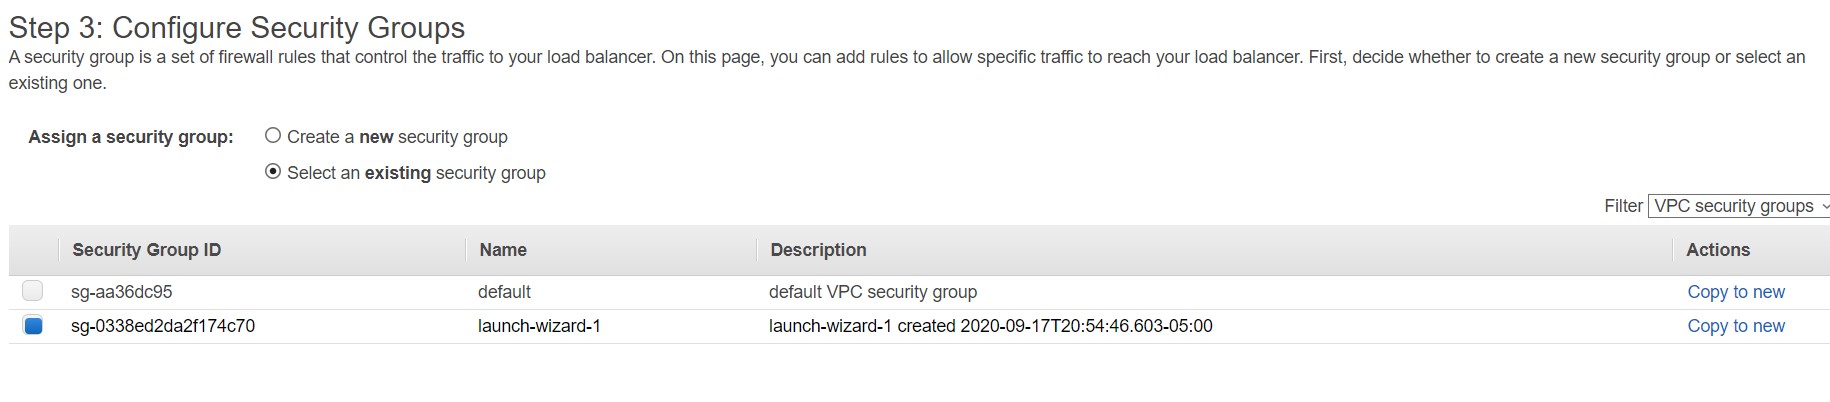 Step 3: Configure Security Groups
A security group is a set of firewall rules that control the traffic to your load balancer. On this page, you can add rules to allow specific traffic to reach your load balancer. First, decide whether to create a new security group or select an
existing one.
Assign a security group: Create a new security group
Select an existing security group
Filter VPC security groups
Security Group ID Name Description Actions
sg-aa36dc95 default default VPC security group Copy to new
sg-0338ed2da2f174c70 launch-wizard-1 launch-wizard-1 created 2020-09-17T20:54:46.603-05:00 Copy to new